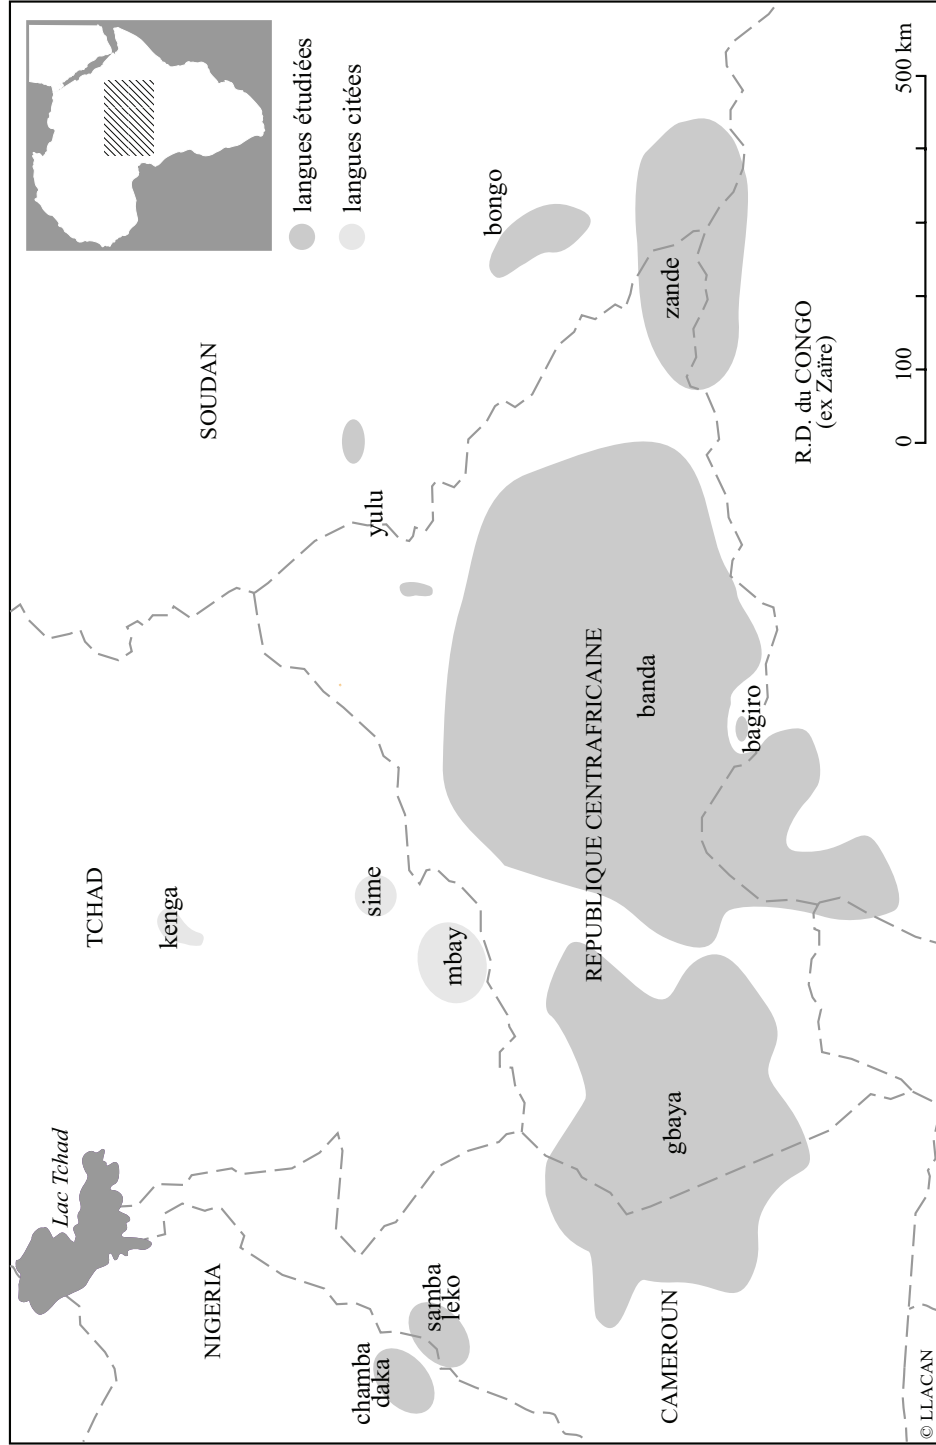 Lac Tchad
TCHAD
SOUDAN
langues étudiées
langues citées
NIGERIA
kenga
chamba
daka
samba
leko
sime
mbay
yulu
bongo
REPUBLIQUE CENTRAFRICAINE
banda
zande
CAMEROUN
gbaya
bagiro
R.D. du CONGO
(ex Zaïre)
0 100 500 km
© LLACAN